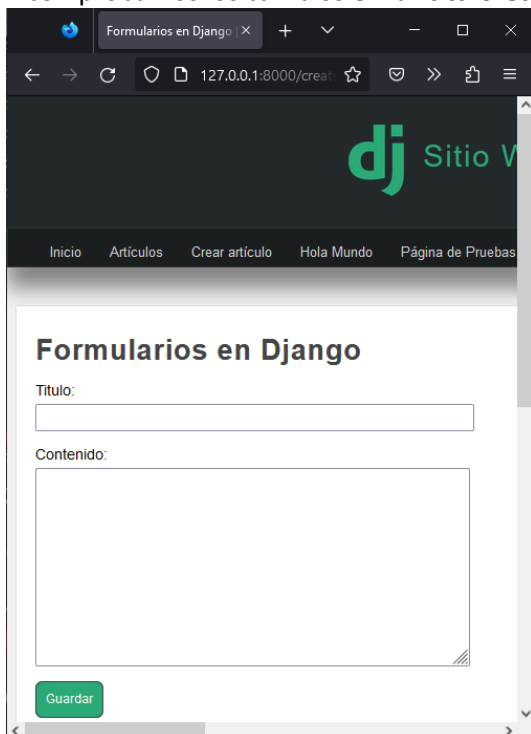 Formularios en Django |
127.0.0.1:8000/creat
dj Sitio W
Inicio Artículos Crear artículo Hola Mundo Página de Pruebas
Formularios en Django
Titulo:
Contenido:
Guardar